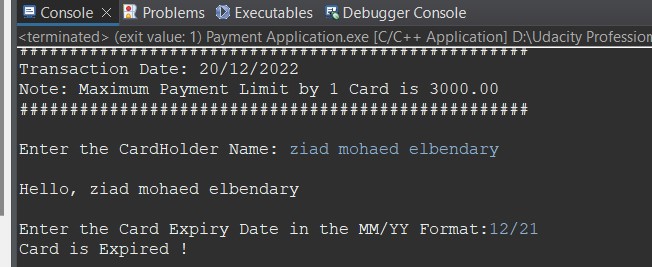 Console × Problems Executables Debugger Console
<terminated> (exit value: 1) Payment Application.exe [C/C++ Application] D:\Udacity Profession
###################################################
Transaction Date: 20/12/2022
Note: Maximum Payment Limit by 1 Card is 3000.00
###################################################
Enter the CardHolder Name: ziad mohaed elbendary
Hello, ziad mohaed elbendary
Enter the Card Expiry Date in the MM/YY Format:12/21
Card is Expired !